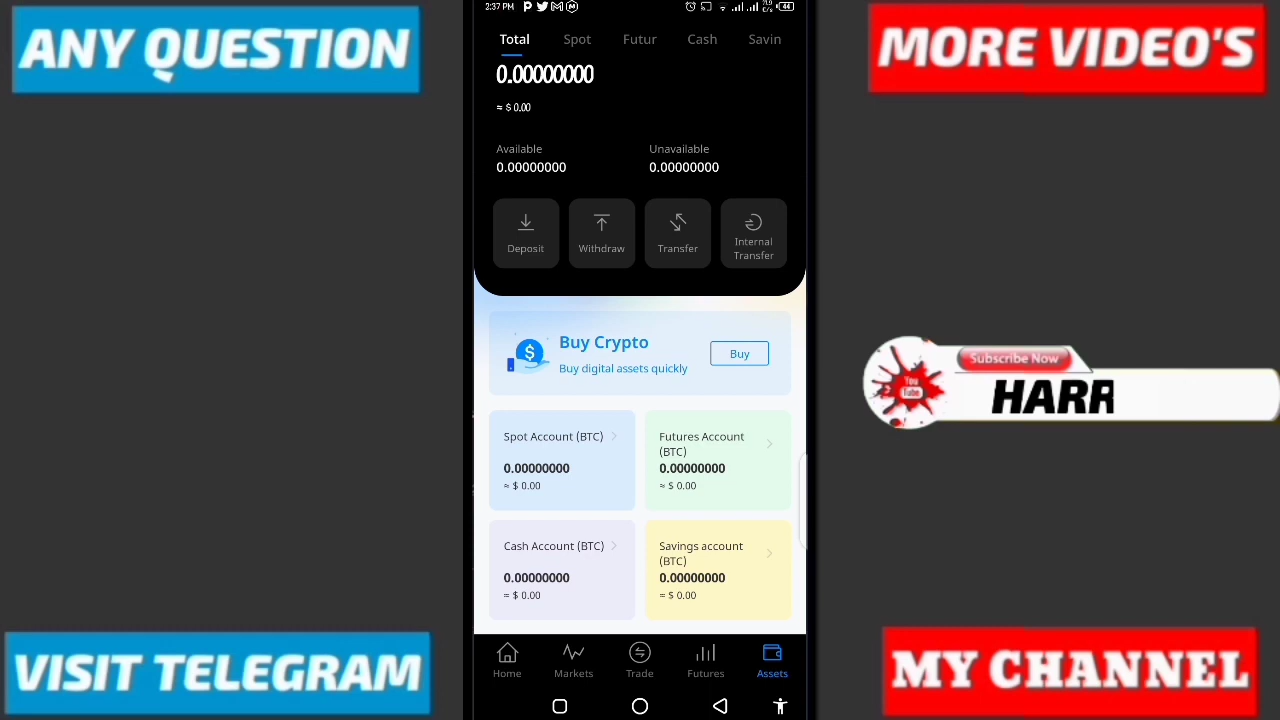 ANY QUESTION
VISIT TELEGRAM
2:37 PM
44
Total Spot Futur Cash Savin
0.00000000
≈ $ 0.00
Available Unavailable
0.00000000 0.00000000
Deposit Withdraw Transfer Internal
Transfer
Buy Crypto
Buy digital assets quickly
Buy
Spot Account (BTC)
0.00000000
≈ $ 0.00
Futures Account
(BTC)
0.00000000
≈ $ 0.00
Cash Account (BTC)
0.00000000
≈ $ 0.00
Savings account
(BTC)
0.00000000
≈ $ 0.00
Home Markets Trade Futures Assets
MORE VIDEO'S
Subscribe Now
You
Tube
HARR
MY CHANNEL